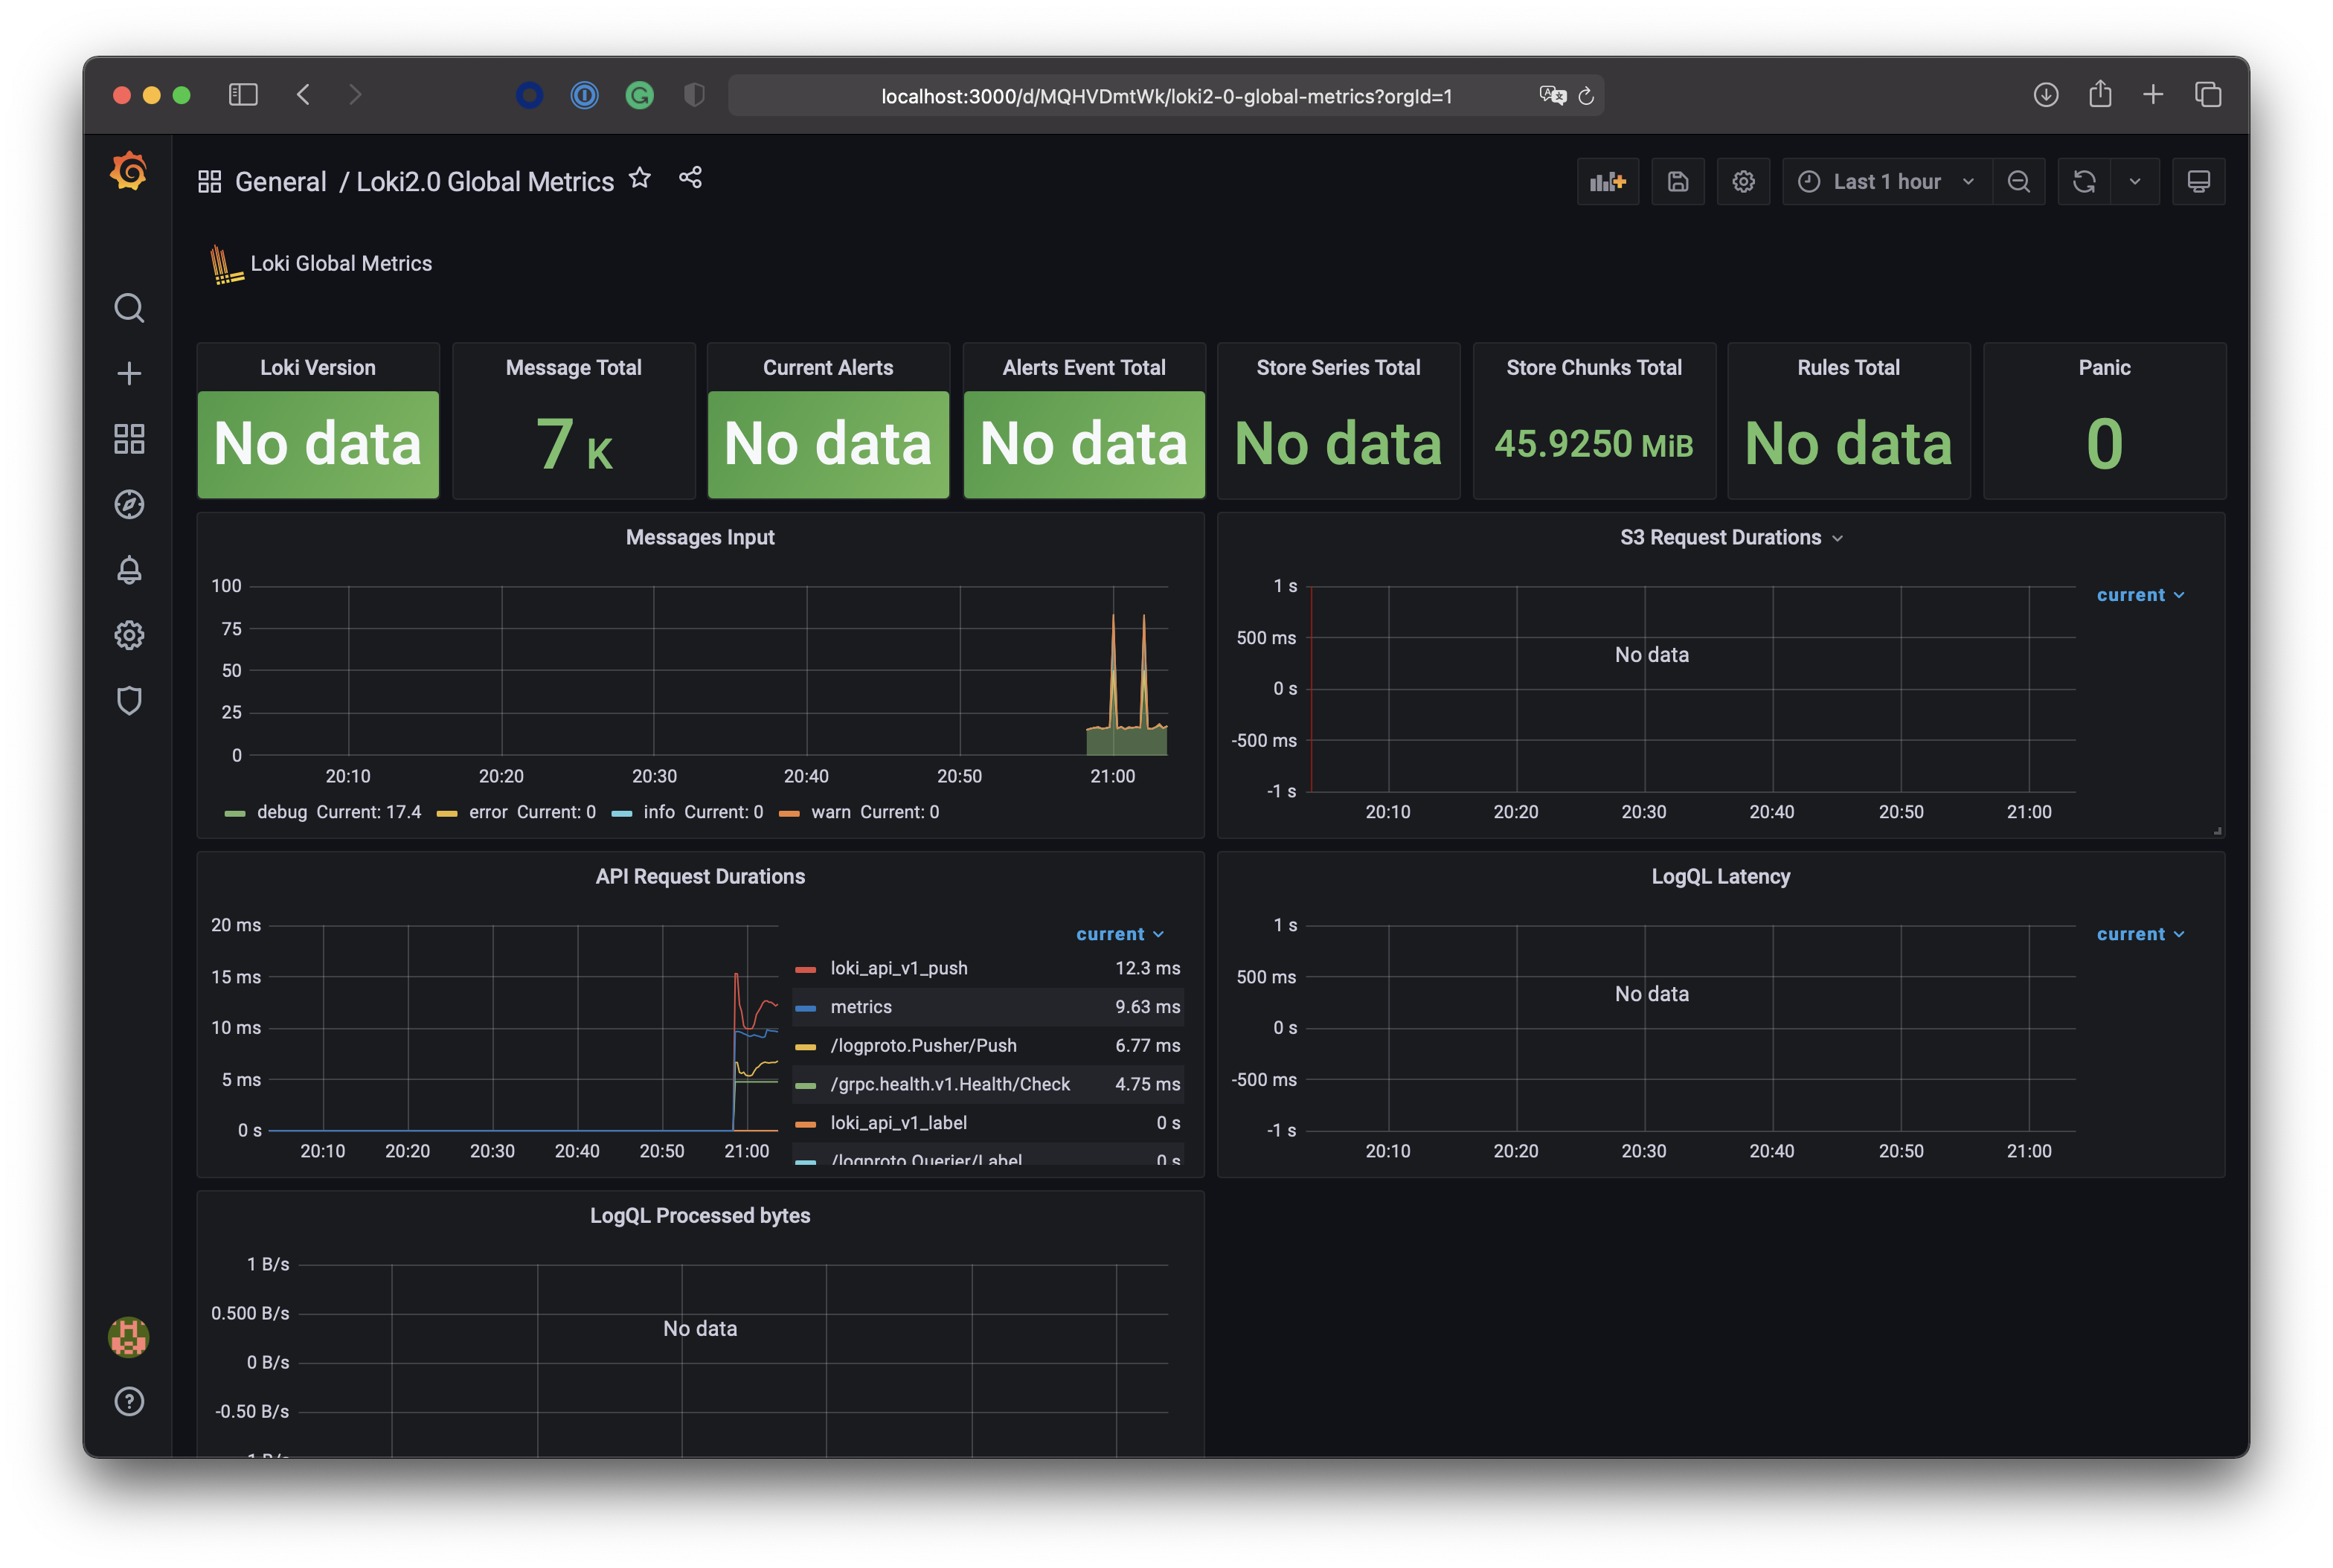 localhost:3000/d/MQHVDmtWk/loki2-0-global-metrics?orgId=1
General / Loki2.0 Global Metrics
Last 1 hour
Loki Global Metrics
Loki Version
No data
Message Total
7 K
Current Alerts
No data
Alerts Event Total
No data
Store Series Total
No data
Store Chunks Total
45.9250 MiB
Rules Total
No data
Panic
0
Messages Input
100
75
50
25
0
20:10 20:20 20:30 20:40 20:50 21:00
debug Current: 17.4 error Current: 0 info Current: 0 warn Current: 0
S3 Request Durations
current
1 s
500 ms
0 s
-500 ms
-1 s
No data
20:10 20:20 20:30 20:40 20:50 21:00
API Request Durations
20 ms
15 ms
10 ms
5 ms
0 s
20:10 20:20 20:30 20:40 20:50 21:00
current
loki_api_v1_push 12.3 ms
metrics 9.63 ms
/logproto.Pusher/Push 6.77 ms
/grpc.health.v1.Health/Check 4.75 ms
loki_api_v1_label 0 s
/logproto.Querier/Label 0 s
LogQL Latency
current
1 s
500 ms
0 s
-500 ms
-1 s
No data
20:10 20:20 20:30 20:40 20:50 21:00
LogQL Processed bytes
1 B/s
0.500 B/s
0 B/s
-0.50 B/s
No data